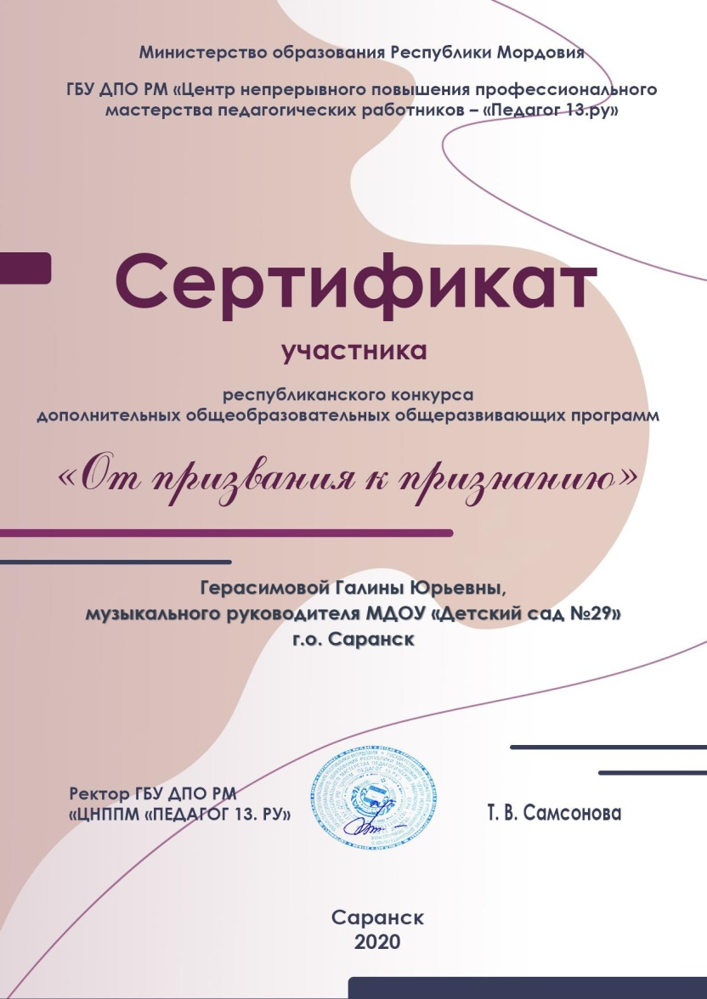 Министерство образования Республики Мордовия
ГБУ ДПО РМ «Центр непрерывного повышения профессионального
мастерства педагогических работников – «Педагог 13.ру»
Сертификат
участника
республиканского конкурса
дополнительных общеобразовательных общеразвивающих программ
«От призвания к признанию»
Герасимовой Галины Юрьевны,
музыкального руководителя МДОУ «Детский сад №29»
г.о. Саранск
Ректор ГБУ ДПО РМ
«ЦНППМ «ПЕДАГОГ 13. РУ»
Т. В. Самсонова
Саранск
2020